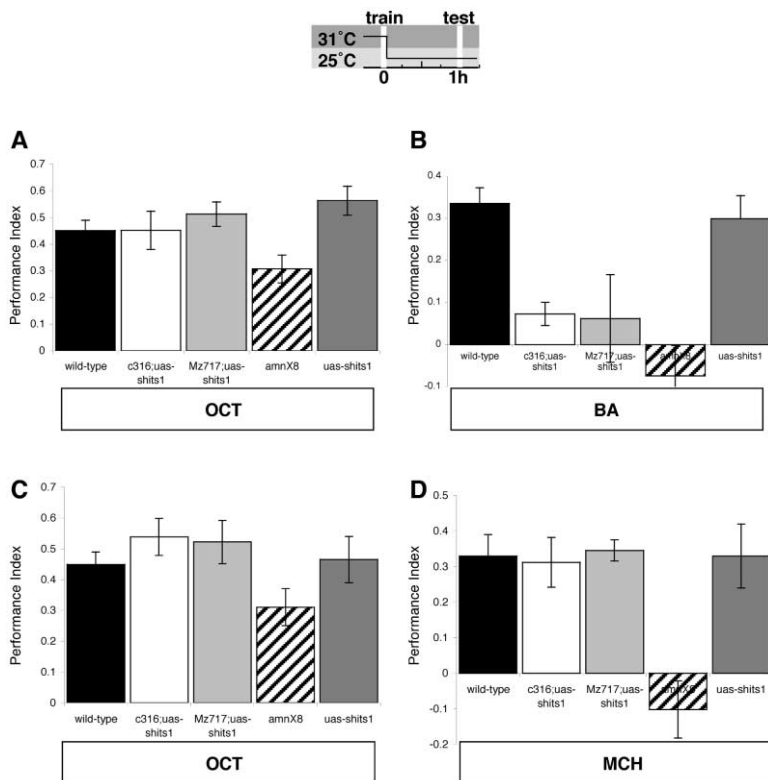 train test
31°C
25°C
0 1h
A
Performance Index
0.7
0.6
0.5
0.4
0.3
0.2
0.1
0
wild-type c316;uas-shits1 Mz717;uas-shits1 amnX8 uas-shits1
OCT
B
Performance Index
0.4
0.3
0.2
0.1
0
-0.1
wild-type c316;uas-shits1 Mz717;uas-shits1 amnX8 uas-shits1
BA
C
Performance Index
0.7
0.6
0.5
0.4
0.3
0.2
0.1
0
wild-type c316;uas-shits1 Mz717;uas-shits1 amnX8 uas-shits1
OCT
D
Performance Index
0.5
0.4
0.3
0.2
0.1
0
-0.1
-0.2
wild-type c316;uas-shits1 Mz717;uas-shits1 amnX8 uas-shits1
MCH